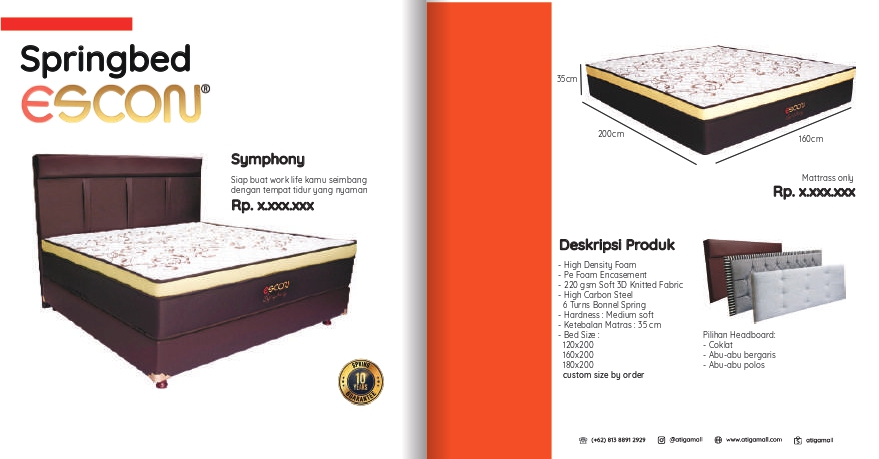 Springbed
ESCON®
Symphony
Siap buat work life kamu seimbang
dengan tempat tidur yang nyaman
Rp. x.xxx.xxx
ESCON
Symphony
SPRING
10
YEARS
GUARANTEE
35cm
200cm
160cm
ESCON
Mattrass only
Rp. x.xxx.xxx
Deskripsi Produk
- High Density Foam
- Pe Foam Encasement
- 220 gsm Soft 3D Knitted Fabric
- High Carbon Steel
6 Turns Bonnel Spring
- Hardness : Medium soft
- Ketebalan Matras : 35 cm
- Bed Size :
120x200
160x200
180x200
custom size by order
Pilihan Headboard:
- Coklat
- Abu-abu bergaris
- Abu-abu polos
(+62) 813 8891 2929 @atigamall www.atigamall.com atigamall